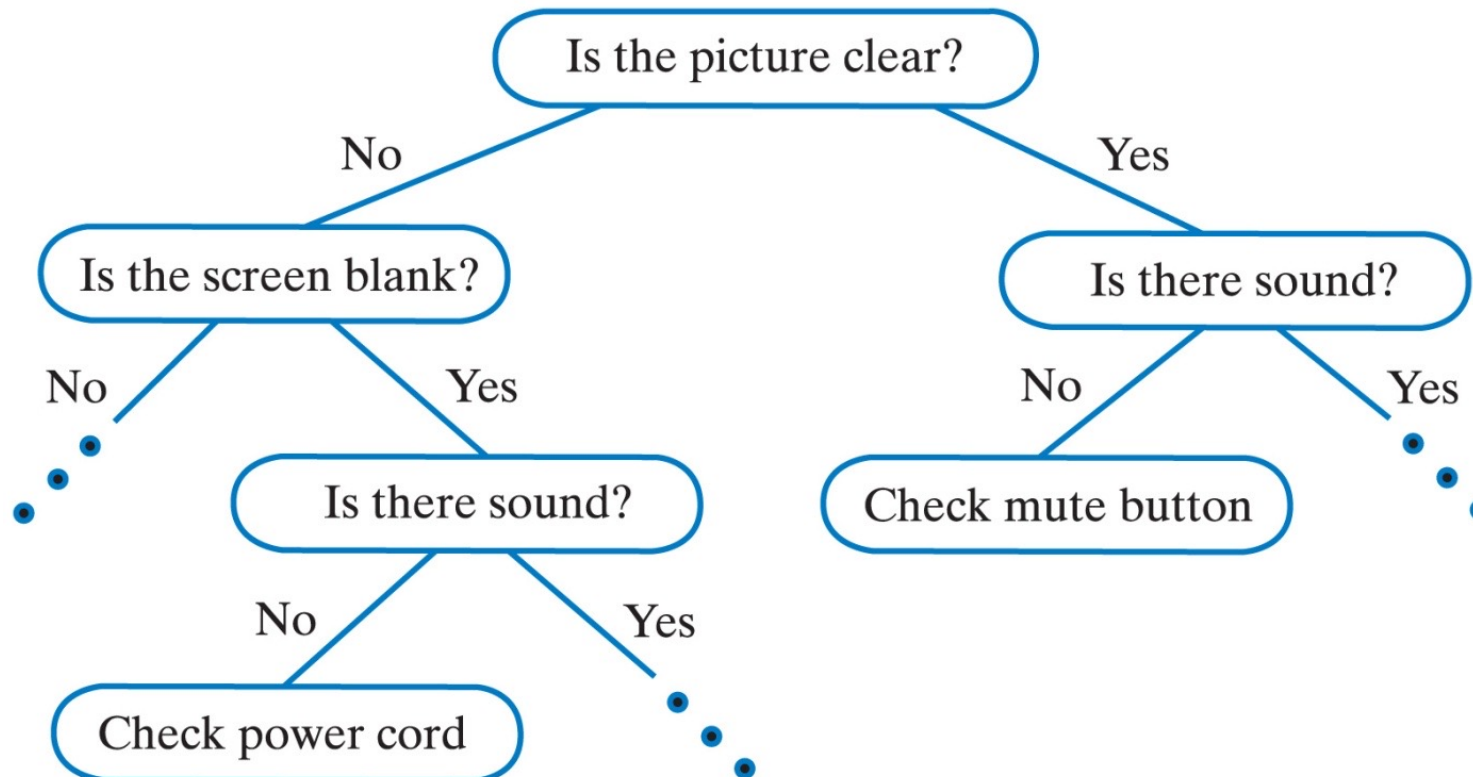 Is the picture clear?
No
Yes
Is the screen blank?
Is there sound?
No
Yes
No
Yes
Is there sound?
Check mute button
No
Yes
Check power cord